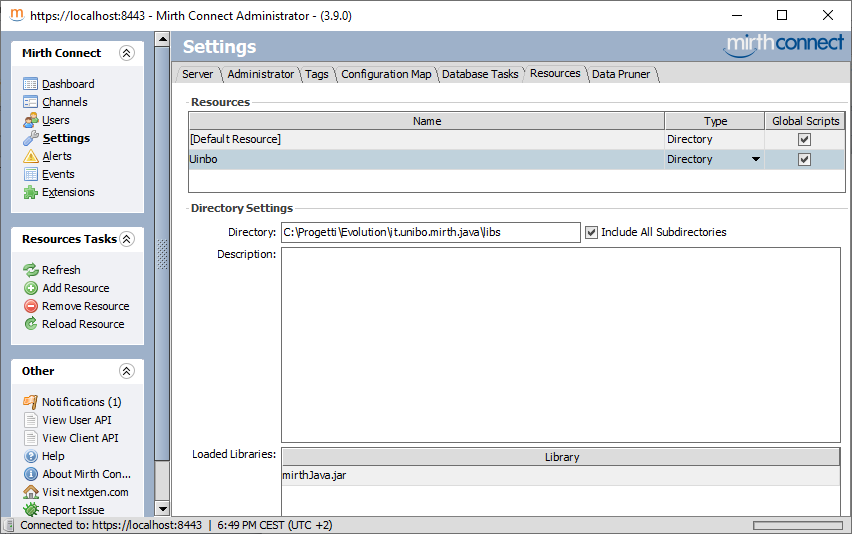 https://localhost:8443 - Mirth Connect Administrator - (3.9.0)
Mirth Connect
Dashboard
Channels
Users
Settings
Alerts
Events
Extensions
Resources Tasks
Refresh
Add Resource
Remove Resource
Reload Resource
Other
Notifications (1)
View User API
View Client API
Help
About Mirth Con...
Visit nextgen.com
Report Issue
Settings
mirthconnect
Server Administrator Tags Configuration Map Database Tasks Resources Data Pruner
Resources
Name Type Global Scripts
[Default Resource] Directory
Uinbo Directory
Directory Settings
Directory: C:\Progetti\Evolution\it.unibo.mirth.java\libs Include All Subdirectories
Description:
Loaded Libraries: Library
mirthJava.jar
Connected to: https://localhost:8443 | 6:49 PM CEST (UTC +2)